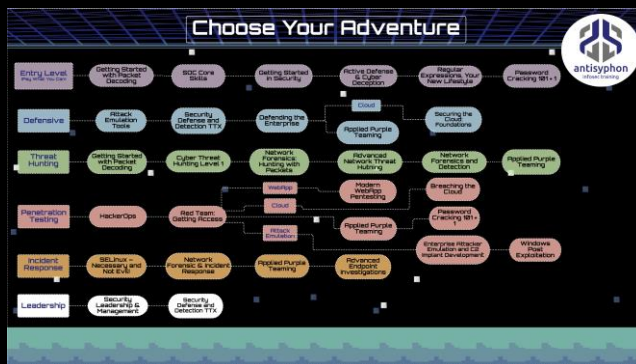 Choose Your Adventure
antisyphon
infosec training
Entry Level
(Pay What You Can)
Getting Started
with Packet
Decoding
SOC Core
Skills
Getting Started
in Security
Active Defense
& Cyber
Deception
Regular
Expressions, Your
New Lifestyle
Password
Cracking 101+1
Defensive
Attack
Emulation
Tools
Security
Defense and
Detection TTX
Defending the
Enterprise
Cloud
Applied Purple
Teaming
Securing the
Cloud
Foundations
Threat
Hunting
Getting Started
with Packet
Decoding
Cyber Threat
Hunting Level 1
Network
Forensics:
Hunting with
Packets
Advanced
Network Threat
Hutning
Network
Forensics and
Detection
Applied Purple
Teaming
Penetration
Testing
HackerOps
Red Team:
Getting Access
WebApp
Cloud
Attack
Emulation
Modern
WebApp
Pentesting
Breaching the
Cloud
Applied Purple
Teaming
Password
Cracking 101+
1
Enterprise Attacker
Emulation and C2
Implant Development
Windows
Post
Exploitation
Incident
Response
SELinux –
Necessary and
Not Evil!
Network
Forensic & Incident
Response
Applied Purple
Teaming
Advanced
Endpoint
Investigations
Leadership
Security
Leadership &
Management
Security
Defense and
Detection TTX